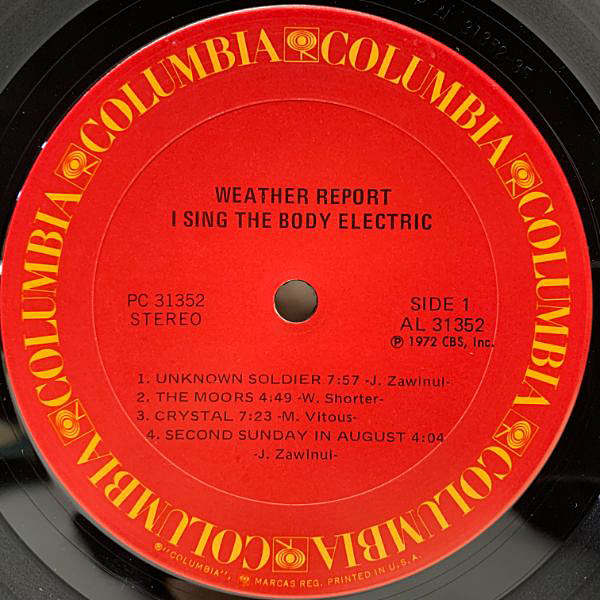 COLUMBIA COLUMBIA COLUMBIA COLUMBIA COLUMBIA COLUMBIA
WEATHER REPORT
I SING THE BODY ELECTRIC
PC 31352
STEREO
SIDE 1
AL 31352
Ⓟ 1972 CBS, Inc.
1. UNKNOWN SOLDIER 7:57 -J. Zawinul-
2. THE MOORS 4:49 -W. Shorter-
3. CRYSTAL 7:23 -M. Vitous-
4. SECOND SUNDAY IN AUGUST 4:04
-J. Zawinul-
®"COLUMBIA", MARCAS REG. PRINTED IN U.S.A.